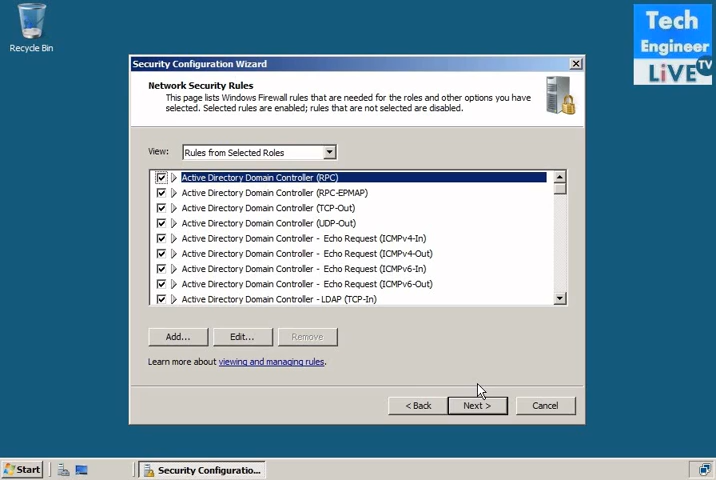 Recycle Bin
Tech
Engineer
LiVE TV
Security Configuration Wizard
Network Security Rules
This page lists Windows Firewall rules that are needed for the roles and other options you have
selected. Selected rules are enabled; rules that are not selected are disabled.
View: Rules from Selected Roles
Active Directory Domain Controller (RPC)
Active Directory Domain Controller (RPC-EPMAP)
Active Directory Domain Controller (TCP-Out)
Active Directory Domain Controller (UDP-Out)
Active Directory Domain Controller - Echo Request (ICMPv4-In)
Active Directory Domain Controller - Echo Request (ICMPv4-Out)
Active Directory Domain Controller - Echo Request (ICMPv6-In)
Active Directory Domain Controller - Echo Request (ICMPv6-Out)
Active Directory Domain Controller - LDAP (TCP-In)
Add... Edit... Remove
Learn more about viewing and managing rules.
< Back Next > Cancel
Start Security Configuratio...